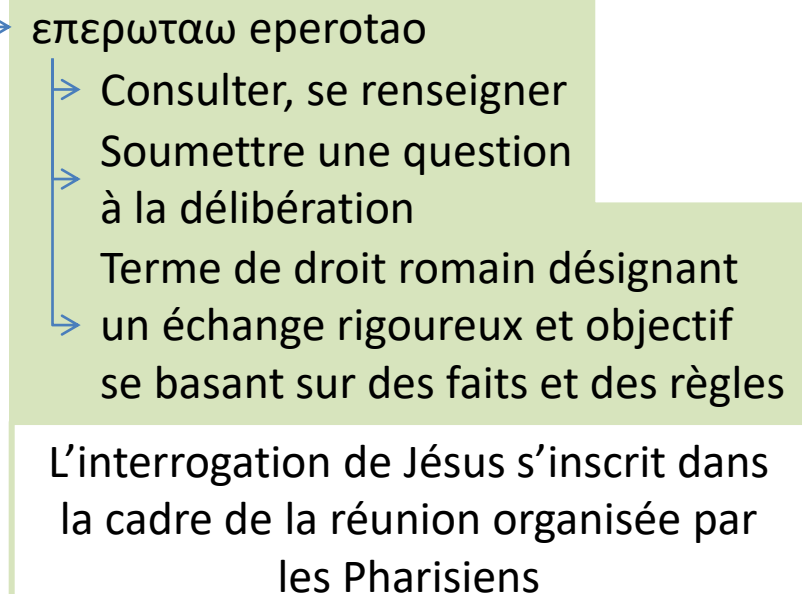 επερωταω eperotao
Consulter, se renseigner
Soumettre une question
à la délibération
Terme de droit romain désignant
un échange rigoureux et objectif
se basant sur des faits et des règles
L’interrogation de Jésus s’inscrit dans
la cadre de la réunion organisée par
les Pharisiens